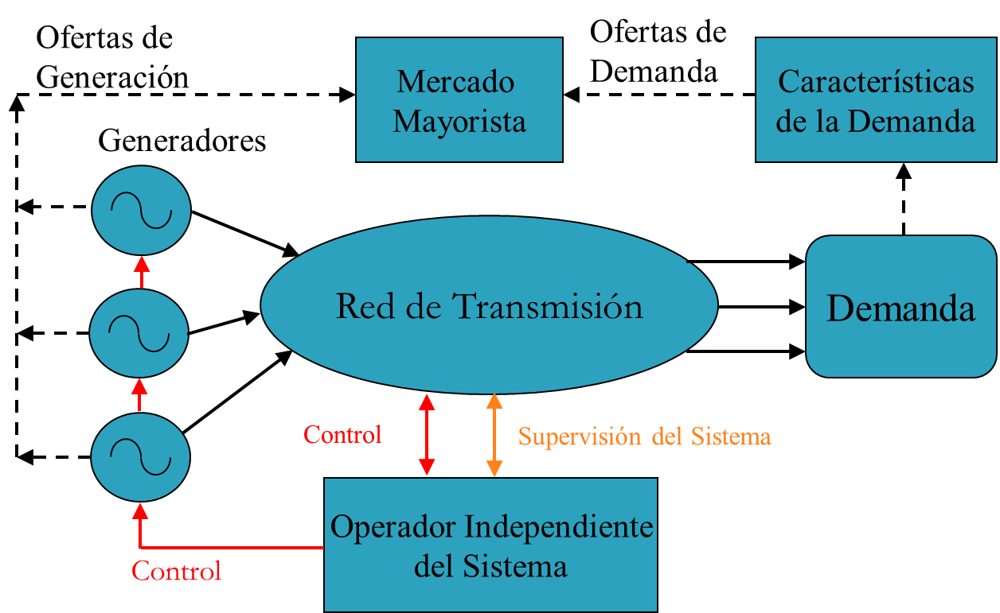 Ofertas de
Generación
Mercado
Mayorista
Ofertas de
Demanda
Características
de la Demanda
Generadores
Red de Transmisión
Demanda
Control
Supervisión del Sistema
Operador Independiente
del Sistema
Control